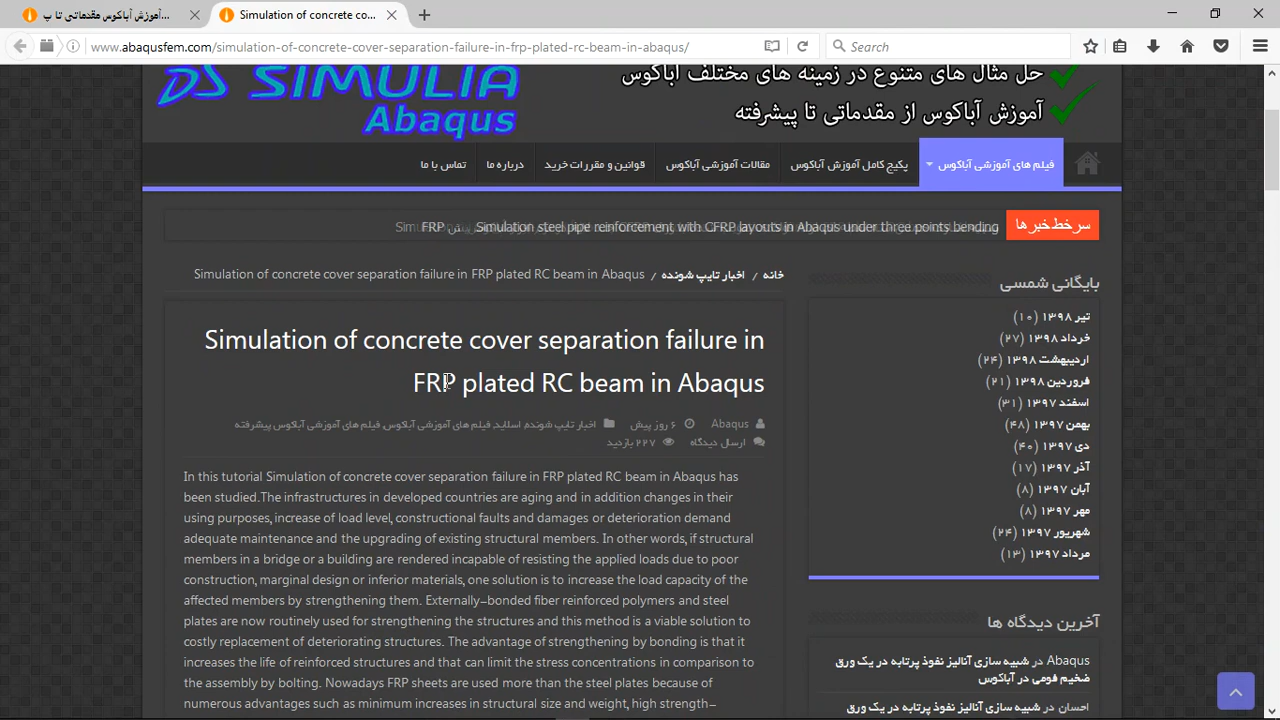 آموزش آباکوس مقدماتی تا پ...
Simulation of concrete co...
www.abaqusfem.com/simulation-of-concrete-cover-separation-failure-in-frp-plated-rc-beam-in-abaqus/
Search
SIMULIA
Abaqus
حل مثال های متنوع در زمینه های مختلف آباکوس
آموزش آباکوس از مقدماتی تا پیشرفته
فیلم های آموزشی آباکوس
پکیج کامل آموزش آباکوس
مقالات آموزشی آباکوس
قوانین و مقررات خرید
درباره ما
تماس با ما
سرخط خبرها
Simulation steel pipe reinforcement with CFRP layouts in Abaqus under three points bending
خانه / اخبار تایپ شونده / Simulation of concrete cover separation failure in FRP plated RC beam in Abaqus
Simulation of concrete cover separation failure in
FRP plated RC beam in Abaqus
Abaqus ۶ روز پیش اخبار تایپ شونده, اسلاید, فیلم های آموزشی آباکوس, فیلم های آموزشی آباکوس پیشرفته
ارسال دیدگاه ۲۲۷ بازدید
In this tutorial Simulation of concrete cover separation failure in FRP plated RC beam in Abaqus has
been studied.The infrastructures in developed countries are aging and in addition changes in their
using purposes, increase of load level, constructional faults and damages or deterioration demand
adequate maintenance and the upgrading of existing structural members. In other words, if structural
members in a bridge or a building are rendered incapable of resisting the applied loads due to poor
construction, marginal design or inferior materials, one solution is to increase the load capacity of the
affected members by strengthening them. Externally–bonded fiber reinforced polymers and steel
plates are now routinely used for strengthening the structures and this method is a viable solution to
costly replacement of deteriorating structures. The advantage of strengthening by bonding is that it
increases the life of reinforced structures and that can limit the stress concentrations in comparison to
the assembly by bolting. Nowadays FRP sheets are used more than the steel plates because of
numerous advantages such as minimum increases in structural size and weight, high strength–
بایگانی شمسی
تیر ۱۳۹۸ (۱۰)
خرداد ۱۳۹۸ (۲۷)
اردیبهشت ۱۳۹۸ (۲۴)
فروردین ۱۳۹۸ (۲۱)
اسفند ۱۳۹۷ (۳۱)
بهمن ۱۳۹۷ (۴۸)
دی ۱۳۹۷ (۴۰)
آذر ۱۳۹۷ (۱۷)
آبان ۱۳۹۷ (۸)
مهر ۱۳۹۷ (۸)
شهریور ۱۳۹۷ (۲۴)
مرداد ۱۳۹۷ (۱۳)
آخرین دیدگاه ها
Abaqus در شبیه سازی آنالیز نفوذ پرتابه در یک ورق
ضخیم فومی در آباکوس
احسان در شبیه سازی آنالیز نفوذ پرتابه در یک ورق